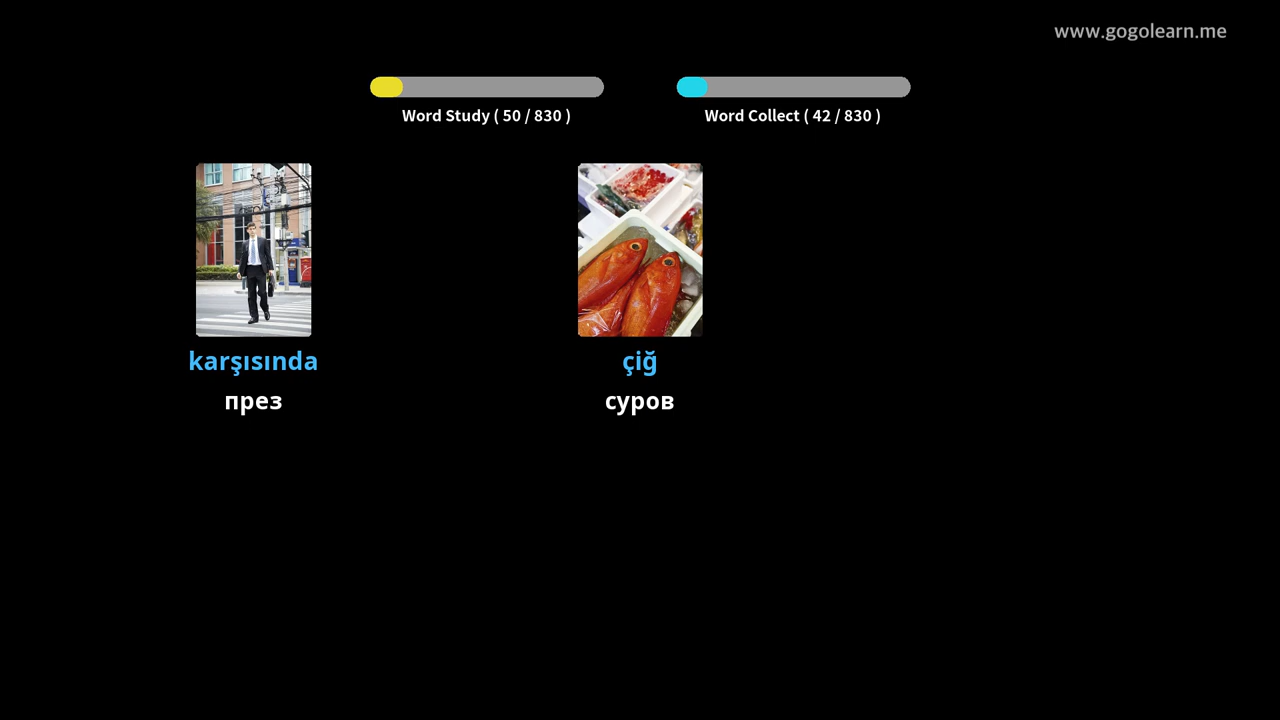 www.gogolearn.me
Word Study ( 50 / 830 )
Word Collect ( 42 / 830 )
karşısında
през
çiğ
суров